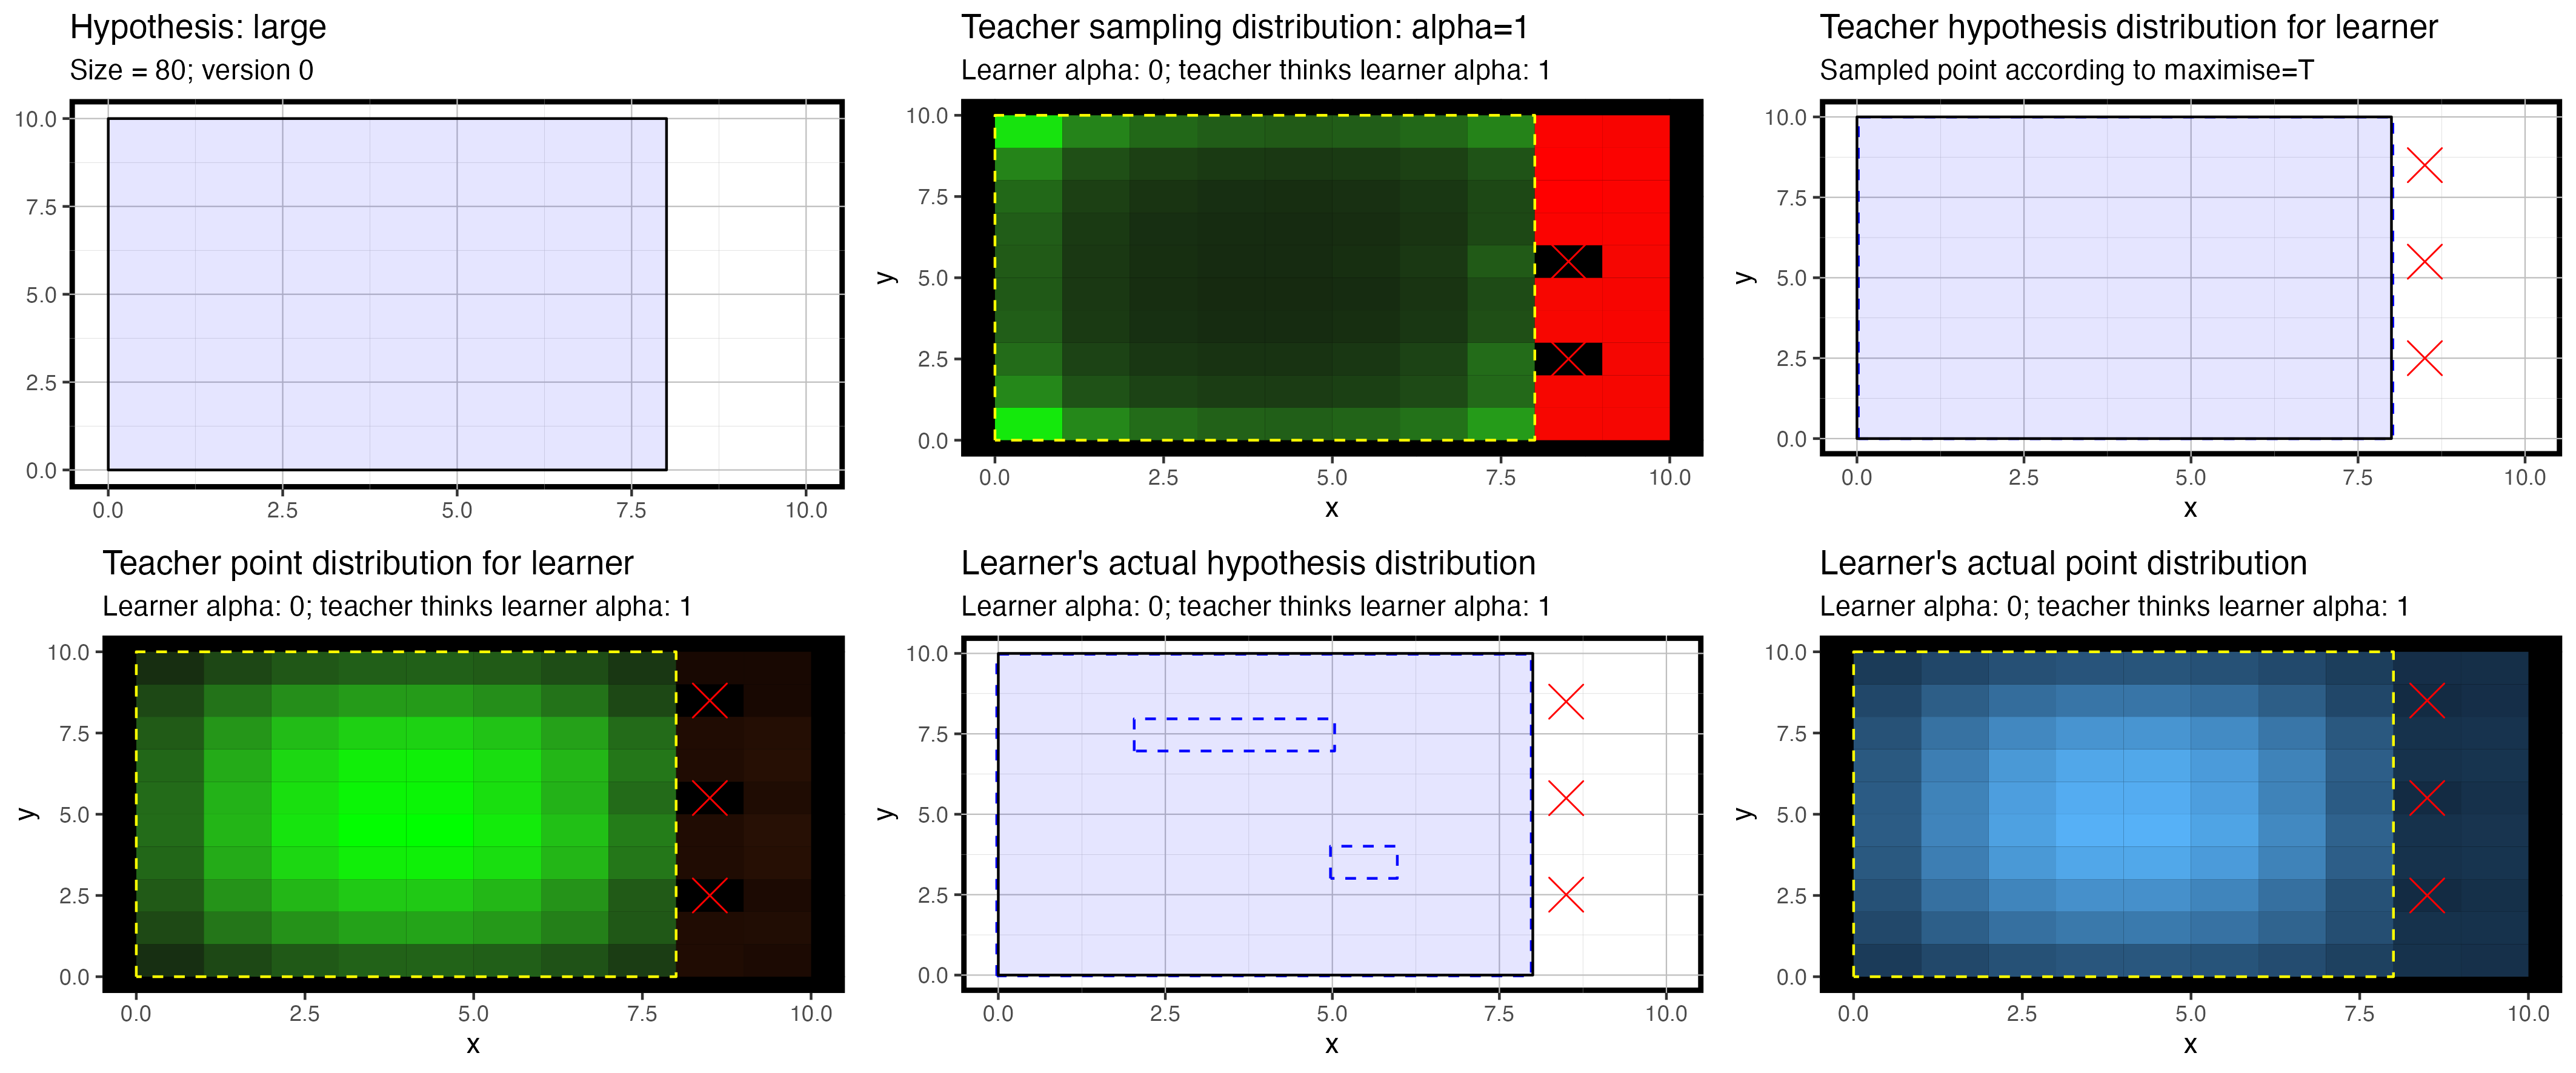 Hypothesis: large
Size = 80; version 0
10.0
7.5
5.0
2.5
0.0
0.0 2.5 5.0 7.5 10.0
Teacher sampling distribution: alpha=1
Learner alpha: 0; teacher thinks learner alpha: 1
y
10.0
7.5
5.0
2.5
0.0
0.0 2.5 5.0 7.5 10.0
x
Teacher hypothesis distribution for learner
Sampled point according to maximise=T
y
10.0
7.5
5.0
2.5
0.0
0.0 2.5 5.0 7.5 10.0
x
Teacher point distribution for learner
Learner alpha: 0; teacher thinks learner alpha: 1
y
10.0
7.5
5.0
2.5
0.0
0.0 2.5 5.0 7.5 10.0
x
Learner's actual hypothesis distribution
Learner alpha: 0; teacher thinks learner alpha: 1
y
10.0
7.5
5.0
2.5
0.0
0.0 2.5 5.0 7.5 10.0
x
Learner's actual point distribution
Learner alpha: 0; teacher thinks learner alpha: 1
y
10.0
7.5
5.0
2.5
0.0
0.0 2.5 5.0 7.5 10.0
x